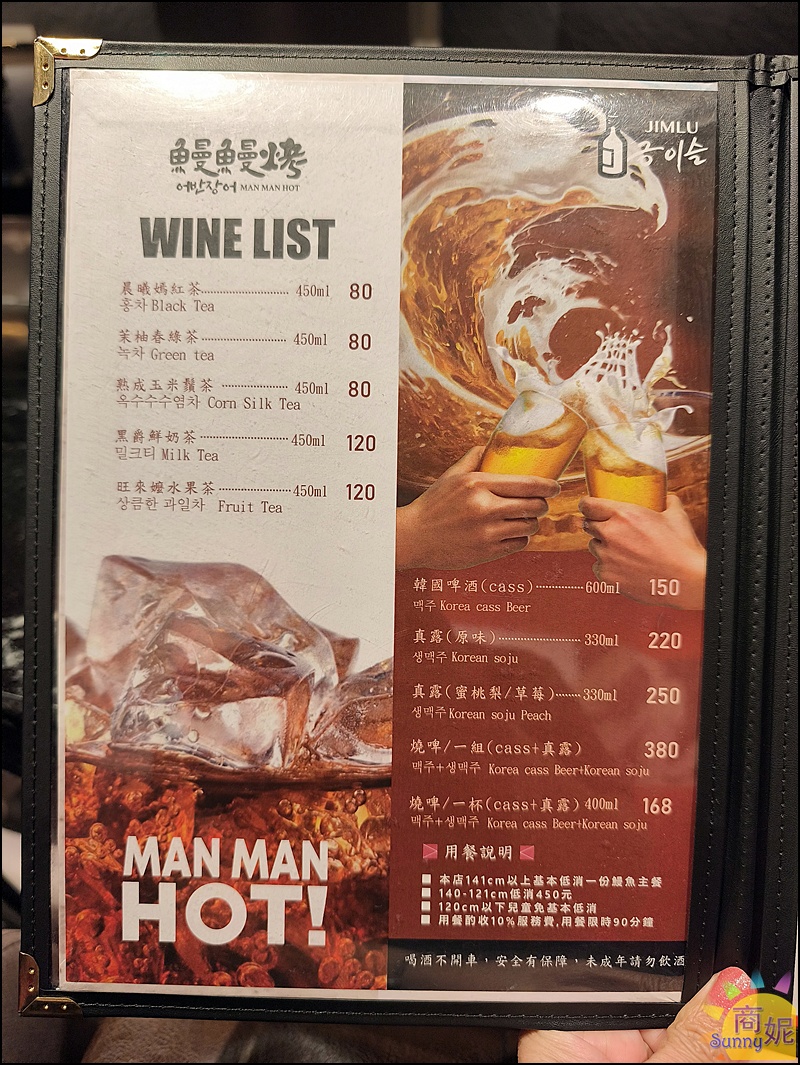 鰻鰻烤
어반장어 MAN MAN HOT
WINE LIST
晨曦嫣紅茶 450ml 80
홍차 Black Tea
茉柚春綠茶 450ml 80
녹차 Green tea
熟成玉米鬚茶 450ml 80
옥수수수염차 Corn Silk Tea
黑爵鮮奶茶 450ml 120
밀크티 Milk Tea
旺來嬤水果茶 450ml 120
상큼한 과일차 Fruit Tea
MAN MAN
HOT!
JIMLU
이슬
韓國啤酒(cass) 600ml 150
맥주 Korea cass Beer
真露(原味) 330ml 220
생맥주 Korean soju
真露(蜜桃梨/草莓) 330ml 250
생맥주 Korean soju Peach
燒啤/一組(cass+真露) 380
맥주+생맥주 Korea cass Beer+Korean soju
燒啤/一杯(cass+真露) 400ml 168
맥주+생맥주 Korea cass Beer+Korean soju
用餐說明
本店141cm以上基本低消一份鰻魚主餐
140-121cm低消450元
120cm以下兒童免基本低消
用餐酌收10%服務費,用餐限時90分鐘
喝酒不開車，安全有保障，未成年請勿飲酒
商妮
Sunny